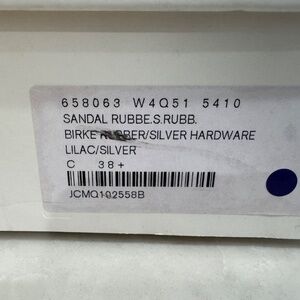 658063 W4Q51 5410
SANDAL RUBBE.S.RUBB.
BIRKE RUBBER/SILVER HARDWARE
LILAC/SILVER
C 38+
JCMQ102558B